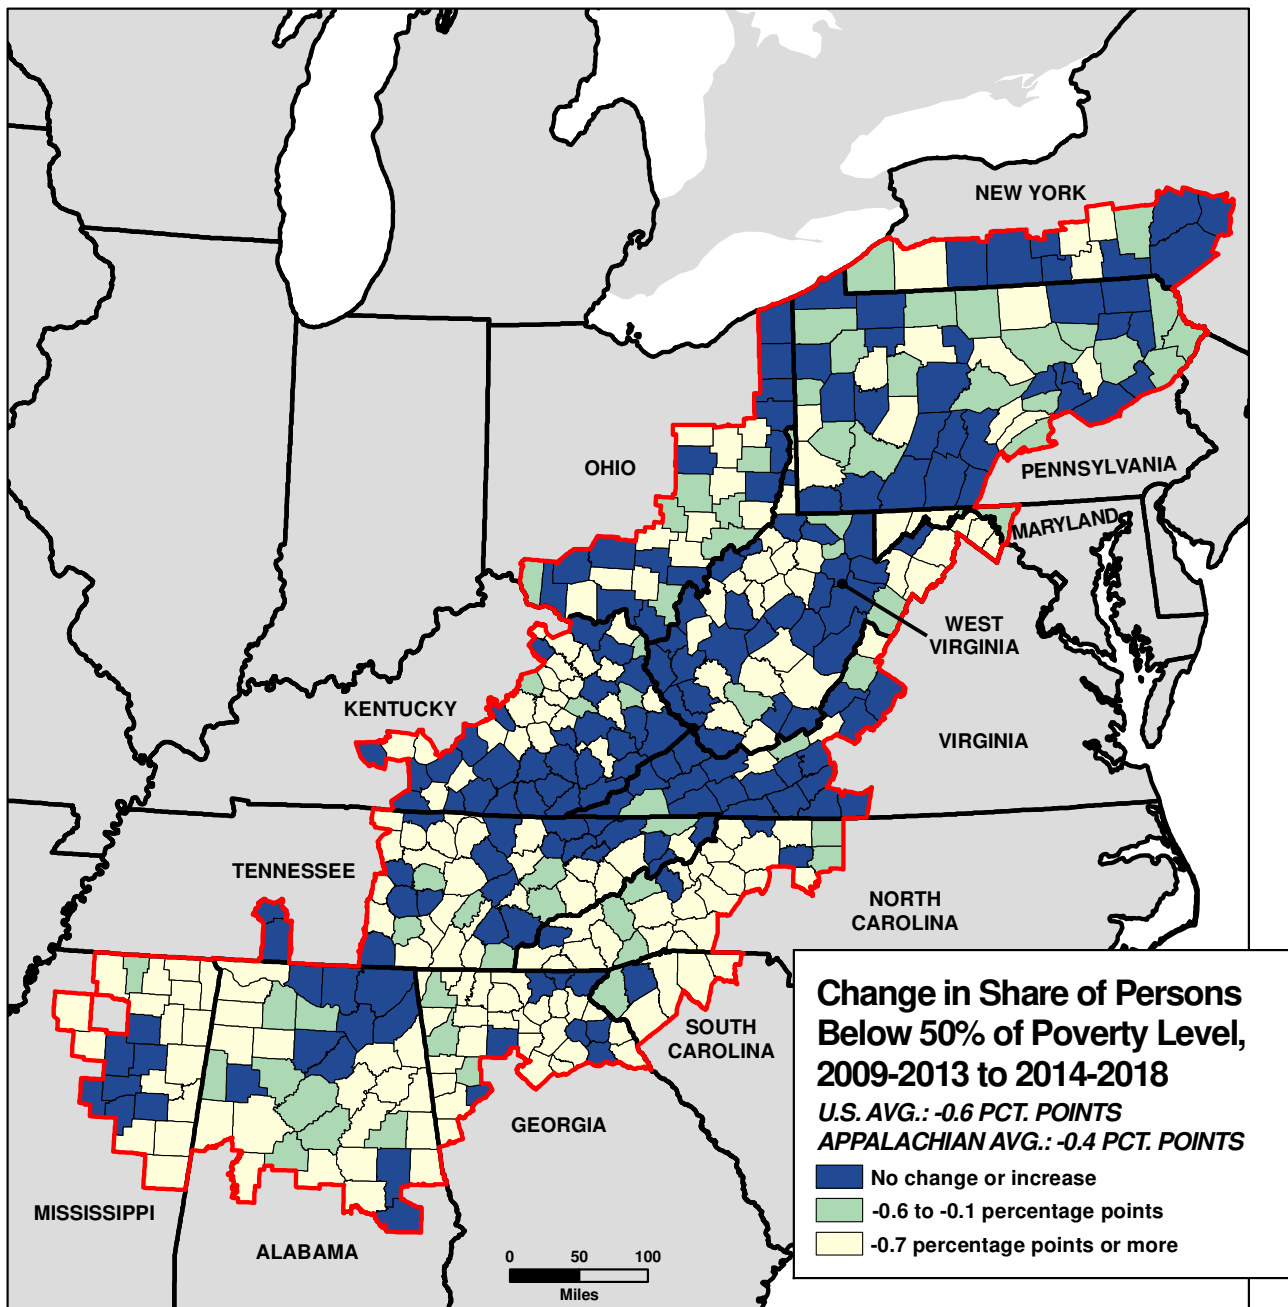 NEW YORK
OHIO
PENNSYLVANIA
MARYLAND
WEST
VIRGINIA
KENTUCKY
VIRGINIA
TENNESSEE
NORTH
CAROLINA
SOUTH
CAROLINA
GEORGIA
MISSISSIPPI
ALABAMA
0 50 100
Miles
Change in Share of Persons
Below 50% of Poverty Level,
2009-2013 to 2014-2018
U.S. AVG.: -0.6 PCT. POINTS
APPALACHIAN AVG.: -0.4 PCT. POINTS
No change or increase
-0.6 to -0.1 percentage points
-0.7 percentage points or more